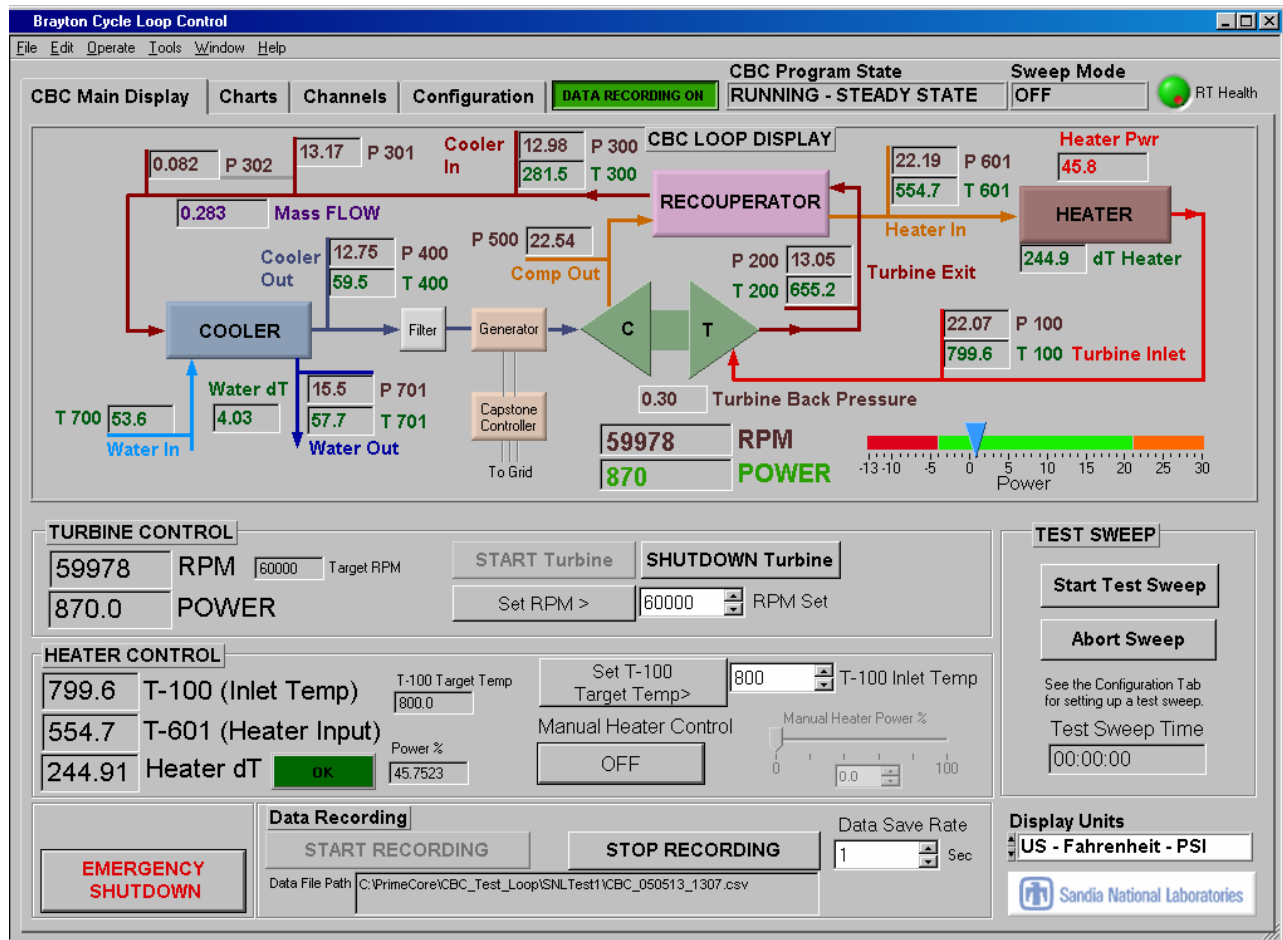 Brayton Cycle Loop Control
File Edit Operate Tools Window Help
CBC Main Display Charts Channels Configuration DATA RECORDING ON
CBC Program State
RUNNING - STEADY STATE
Sweep Mode
OFF
RT Health
CBC LOOP DISPLAY
0.082 P 302
13.17 P 301
Cooler In
12.98 P 300
281.5 T 300
RECOUPERATOR
22.19 P 601
554.7 T 601
Heater In
Heater Pwr
45.8
HEATER
244.9 dT Heater
0.283 Mass FLOW
Cooler Out
12.75 P 400
59.5 T 400
P 500 22.54
Comp Out
P 200 13.05
T 200 655.2
Turbine Exit
COOLER
Filter
Generator
C
T
22.07 P 100
799.6 T 100 Turbine Inlet
T 700 53.6
Water In
Water dT
4.03
15.5 P 701
57.7 T 701
Water Out
Capstone
Controller
To Grid
0.30 Turbine Back Pressure
59978 RPM
870 POWER
-13 -10 -5 0 5 10 15 20 25 30
Power
TURBINE CONTROL
59978 RPM 60000 Target RPM
870.0 POWER
START Turbine SHUTDOWN Turbine
Set RPM > 60000 RPM Set
TEST SWEEP
Start Test Sweep
Abort Sweep
See the Configuration Tab
for setting up a test sweep.
Test Sweep Time
00:00:00
HEATER CONTROL
799.6 T-100 (Inlet Temp)
T-100 Target Temp
800.0
554.7 T-601 (Heater Input)
244.91 Heater dT OK
Power %
45.7523
Set T-100
Target Temp>
800 T-100 Inlet Temp
Manual Heater Control
OFF
Manual Heater Power %
0 100
0.0
EMERGENCY
SHUTDOWN
Data Recording
START RECORDING STOP RECORDING
Data Save Rate
1 Sec
Data File Path C:\PrimeCore\CBC_Test_Loop\SNLTest1\CBC_050513_1307.csv
Display Units
US - Fahrenheit - PSI
Sandia National Laboratories